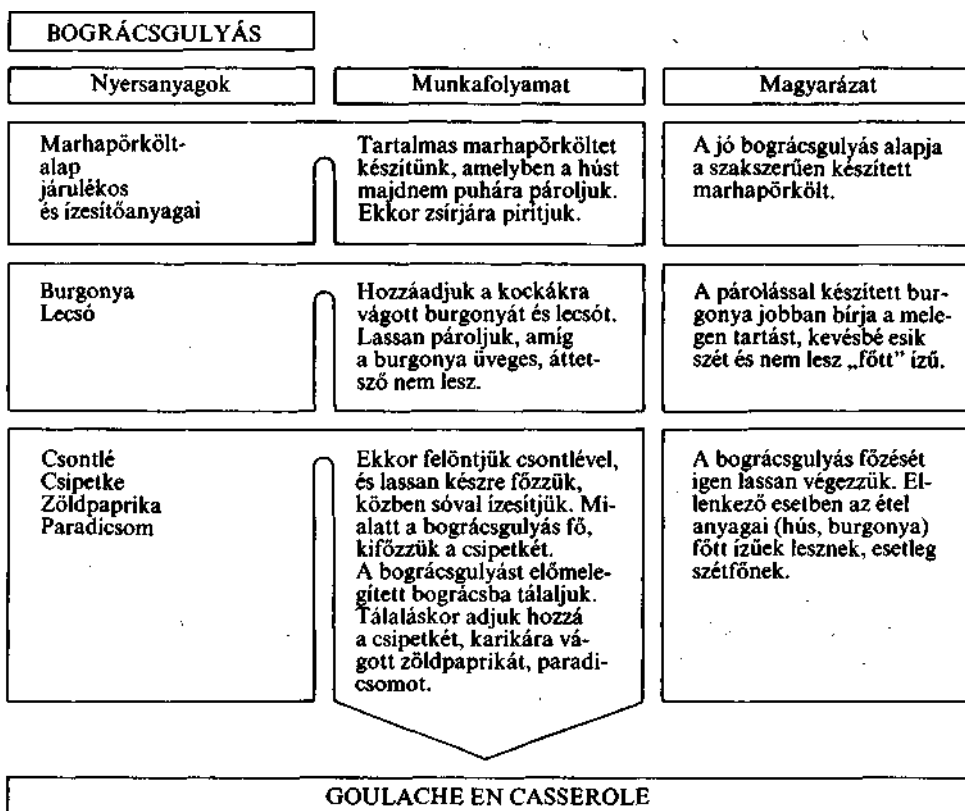 BOGRÁCSGULYÁS
Nyersanyagok
Munkafolyamat
Magyarázat
Marhapörkölt-
alap
járulékos
és ízesítőanyagai
Tartalmas marhapörköltet
készítünk, amelyben a húst
majdnem puhára pároljuk.
Ekkor zsírjára pirítjuk.
A jó bográcsgulyás alapja
a szakszerűen készített
marhapörkölt.
Burgonya
Lecsó
Hozzáadjuk a kockákra
vágott burgonyát és lecsót.
Lassan pároljuk, amíg
a burgonya üveges, áttet-
sző nem lesz.
A párolással készített bur-
gonya jobban bírja a mele-
gen tartást, kevésbé esik
szét és nem lesz „főtt” ízű.
Csontlé
Csipetke
Zöldpaprika
Paradicsom
Ekkor felöntjük csontlével,
és lassan készre főzzük,
közben sóval ízesítjük. Mi-
alatt a bográcsgulyás fő,
kifőzzük a csipetkét.
A bográcsgulyást előmele-
gített bográcsba tálaljuk.
Tálaláskor adjuk hozzá
a csipetkét, karikára vá-
gott zöldpaprikát, paradi-
csomot.
A bográcsgulyás főzését
igen lassan végezzük. El-
lenkező esetben az étel
anyagai (hús, burgonya)
főtt ízűek lesznek, esetleg
szétfőnek.
GOULACHE EN CASSEROLE